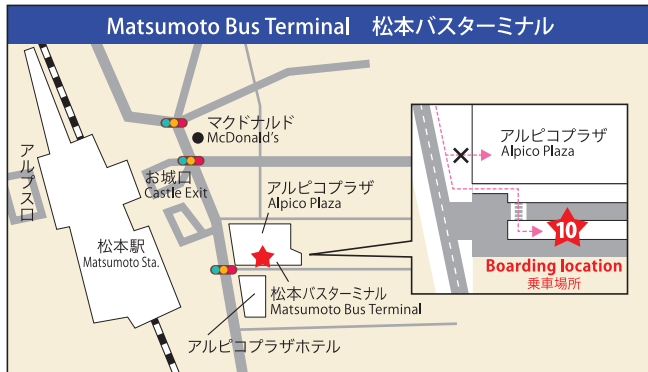 Matsumoto Bus Terminal 松本バスターミナル
マクドナルド
McDonald's
お城口
Castle Exit
アルプス口
アルピコプラザ
Alpico Plaza
松本駅
Matsumoto Sta.
松本バスターミナル
Matsumoto Bus Terminal
アルピコプラザホテル
アルピコプラザ
Alpico Plaza
10
Boarding location
乗車場所